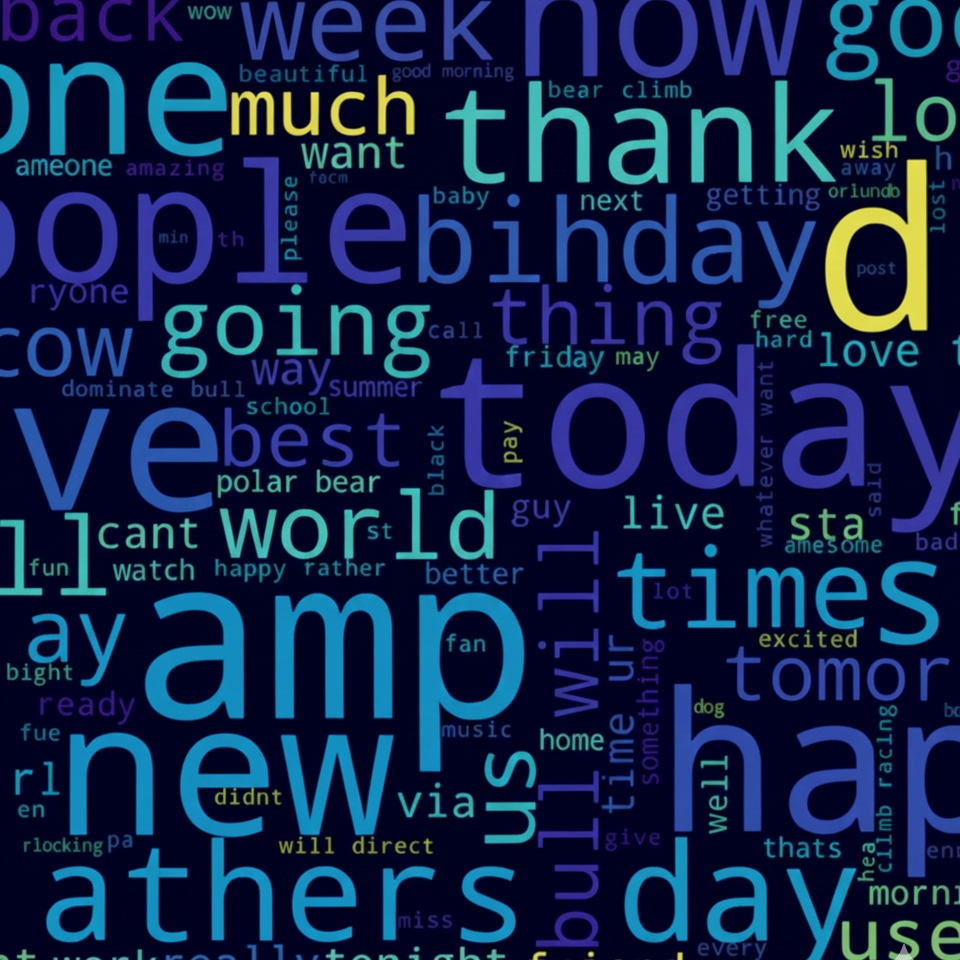 back wow week now goo
one beautiful good morning
much bear climb thank lo
want wish
ameone amazing away h
facm
baby next getting oriundo
please lost
people min th bihday d post
ryone
going thing free
cow call hard love
way friday may
dominate bull summer
school today
ve best black pay whatever want said
polar bear
world guy live sta
ll cant st amesome bad
fun watch happy rather better
times
lot
ay amp fan excited
bull will time ur something tomor
bight
ready dog
fue music home hap
new us well cllmb racing
rl didnt via
en
rlocking pa will direct give thats hea enn
athers day morni
miss use
every
work really tonight friend